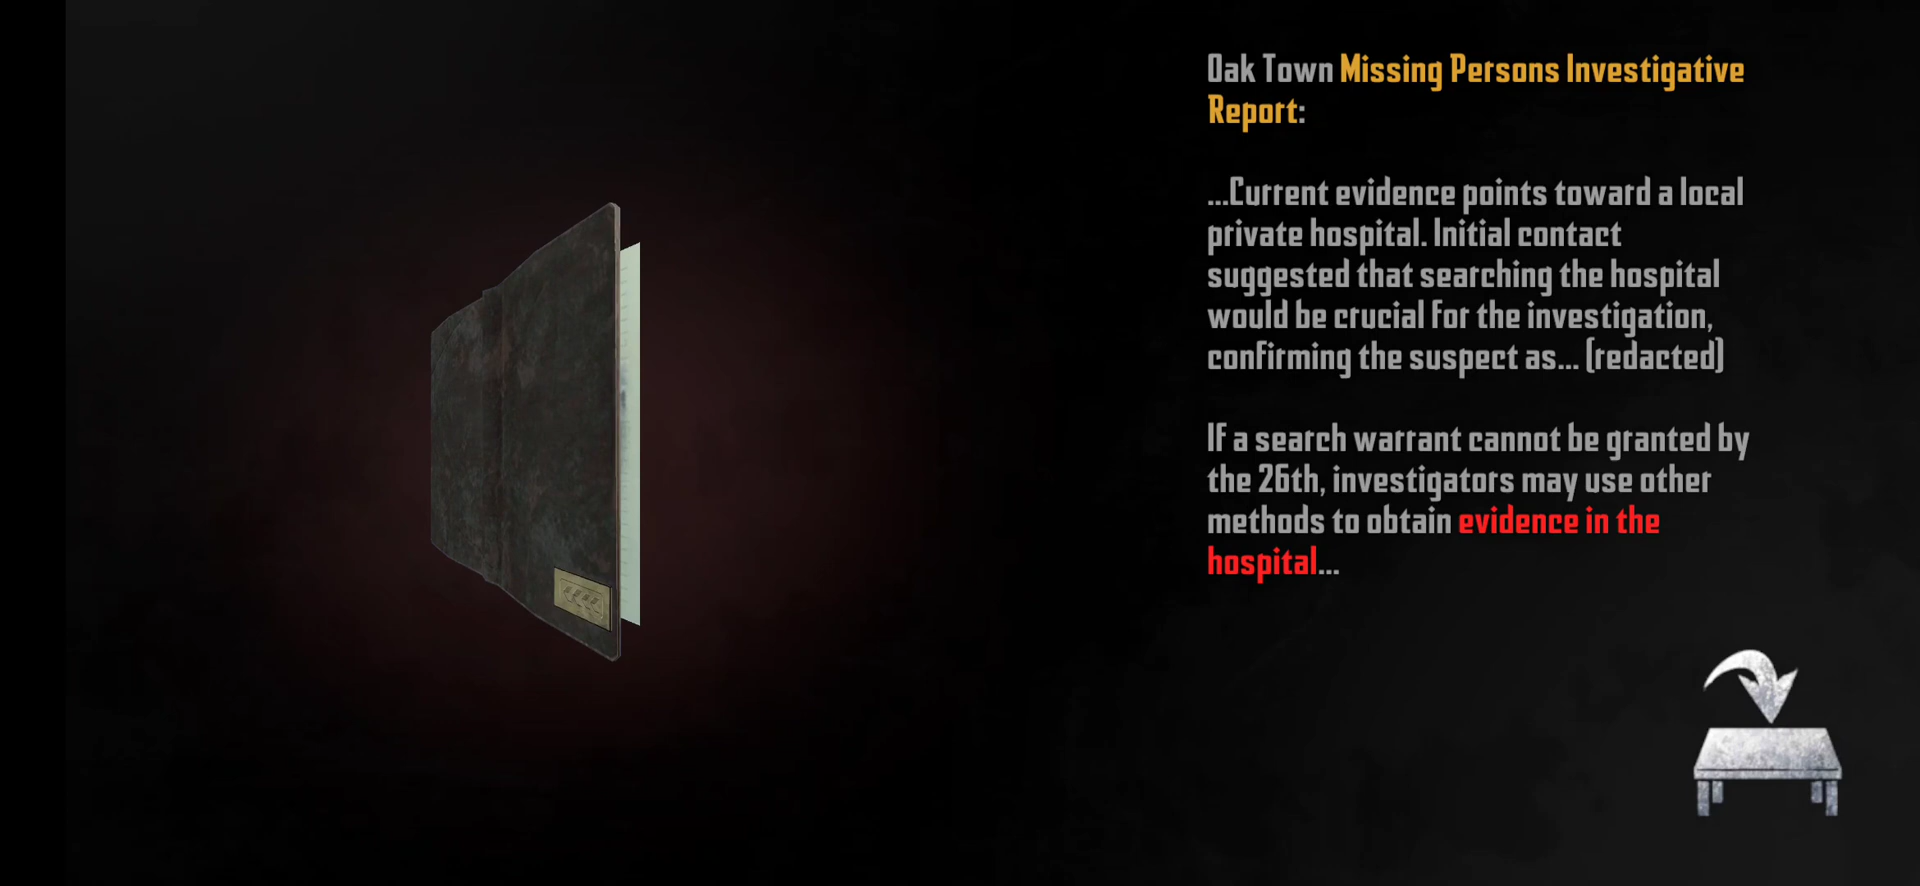 Oak Town Missing Persons Investigative
Report:
...Current evidence points toward a local
private hospital. Initial contact
suggested that searching the hospital
would be crucial for the investigation,
confirming the suspect as... (redacted)
If a search warrant cannot be granted by
the 26th, investigators may use other
methods to obtain evidence in the
hospital...